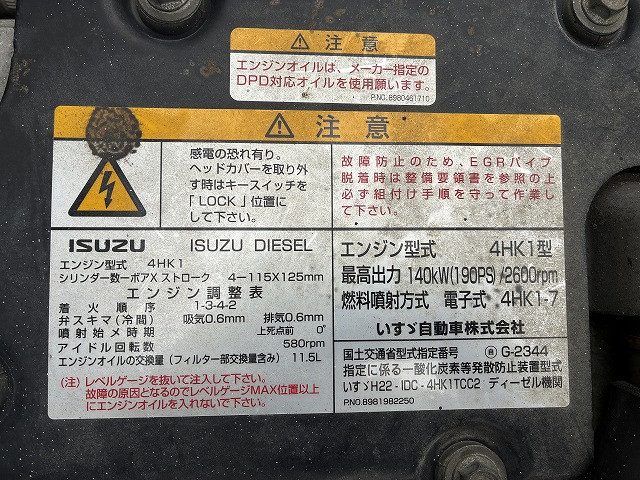 注意
エンジンオイルは、メーカー指定の
DPD対応オイルを使用願います。
P.NO. 8980461710
注意
感電の恐れ有り。
ヘッドカバーを取り外
す時はキースイッチを
「LOCK」位置に
して下さい。
故障防止のため、EGRパイプ
脱着時は整備要領書を参照の上
必ず組付け手順を守って作業し
て下さい。
ISUZU ISUZU DIESEL
エンジン型式 4HK1
シリンダー数ーボアX ストローク 4ー115X125mm
エンジン調整表
着火順序 1-3-4-2
弁スキマ(冷間) 吸気0.6mm 排気0.6mm
噴射始メ時期 上死点前 0°
アイドル回転数 580rpm
エンジンオイルの交換量(フィルター部交換量含み) 11.5L
(注)レベルゲージを抜いて注入して下さい。
故障の原因となるのでレベルゲージMAX位置以上
にエンジンオイルを入れないで下さい。
エンジン型式 4HK1型
最高出力 140kW(190PS)/2600rpm
燃料噴射方式 電子式 4HK1-7
いすゞ自動車株式会社
国土交通省型式指定番号 G-2344
指定に係る一酸化炭素等発散防止装置型式
いすゞH22-IDC-4HK1TCC2 ディーゼル機関
P.NO.8981982250